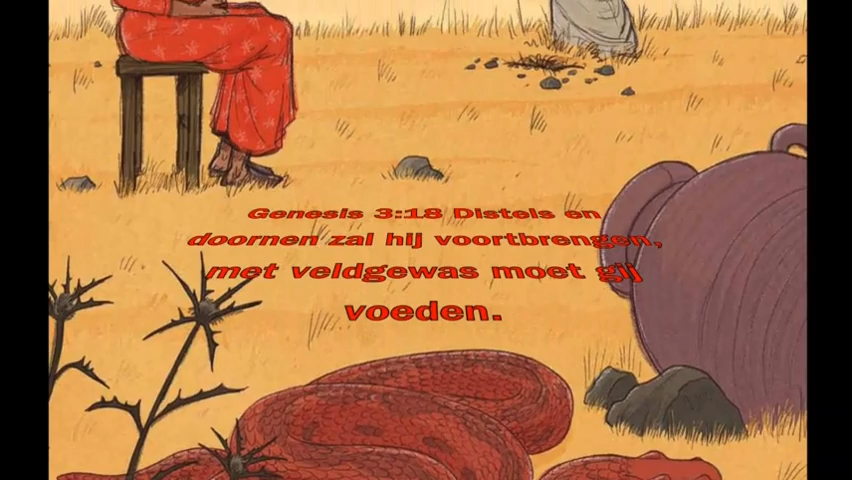 Genesis 3:18 Distels en
doornen zal hij voortbrengen,
met veldgewas moet gij
voeden.